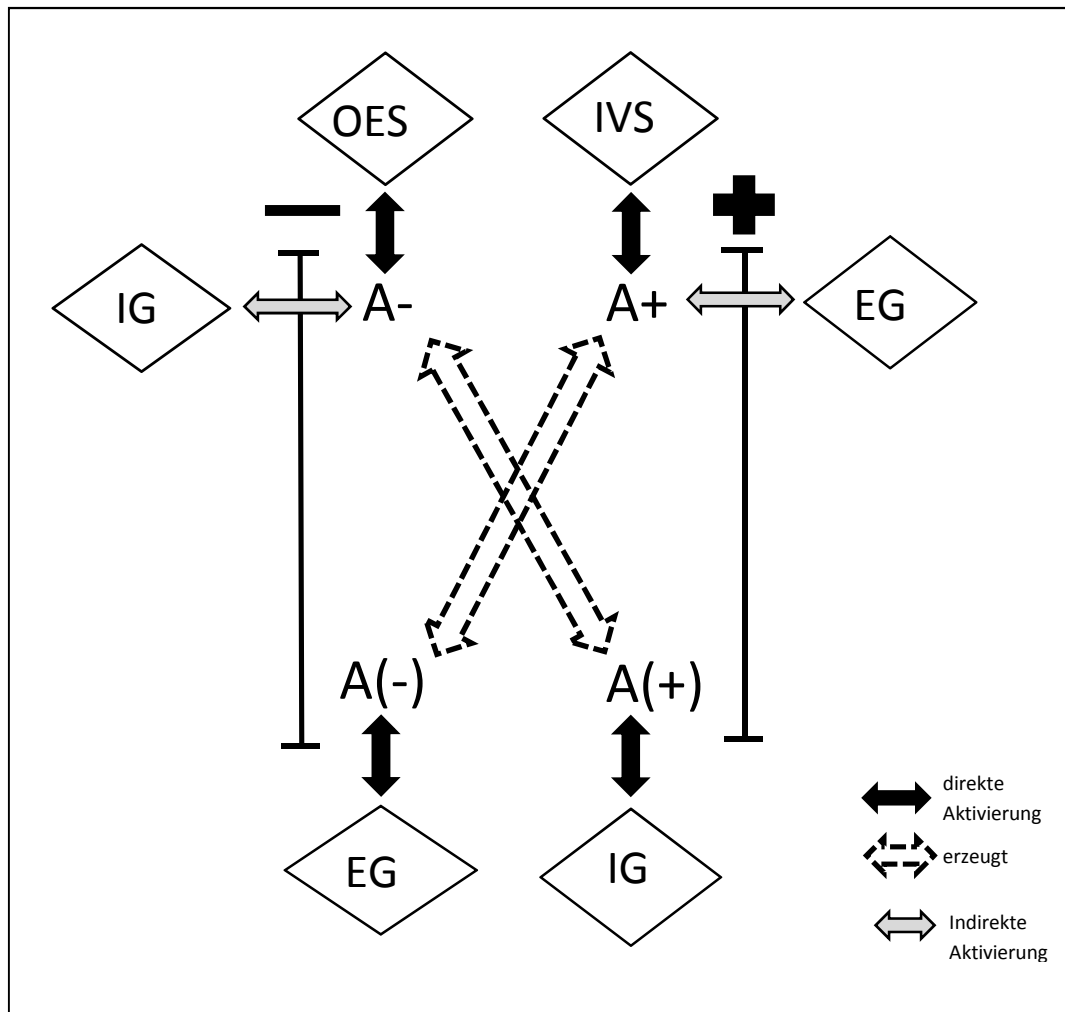 OES
IVS
IG
A-
A+
EG
A(-)
A(+)
EG
IG
direkte
Aktivierung
erzeugt
Indirekte
Aktivierung